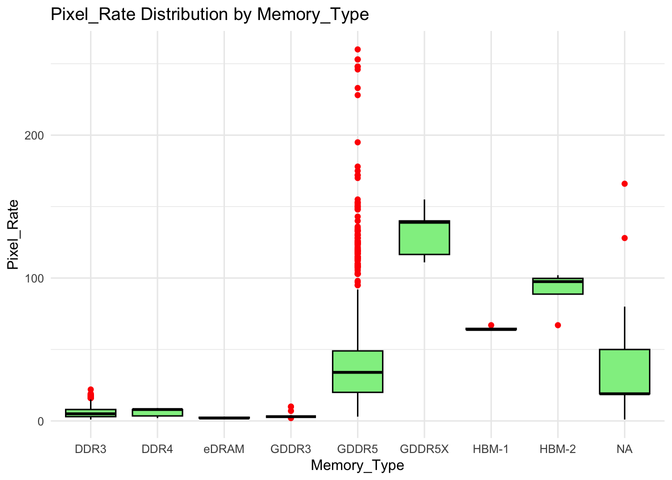 Pixel_Rate Distribution by Memory_Type
Pixel_Rate
200
100
0
DDR3 DDR4 eDRAM GDDR3 GDDR5 GDDR5X HBM-1 HBM-2 NA
Memory_Type